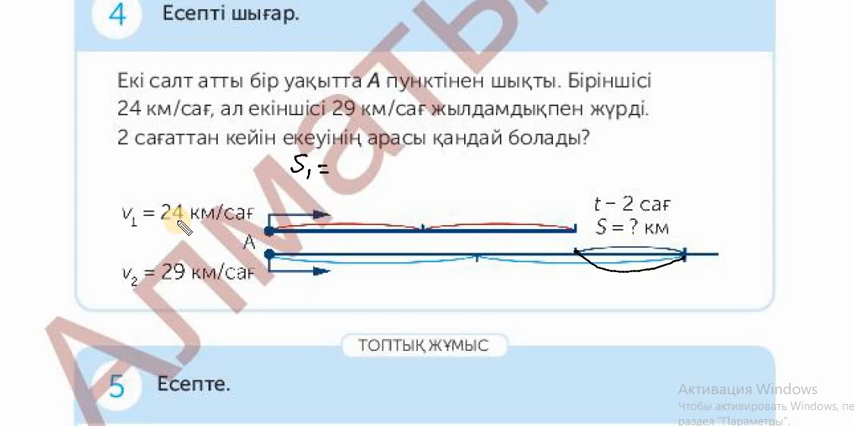 4 Есепті шығар.
Екі салт атты бір уақытта А пунктінен шықты. Біріншісі
24 км/сағ, ал екіншісі 29 км/сағ жылдамдықпен жүрді.
2 сағаттан кейін екеуінің арасы қандай болады?
S₁ =
v₁ = 24 км/сағ
t – 2 сағ
S = ? км
А
v₂ = 29 км/сағ
ТОПТЫҚ ЖҰМЫС
5 Есепте.
Алматы
Активация Windows
Чтобы активировать Windows, пе
раздел "Параметры".